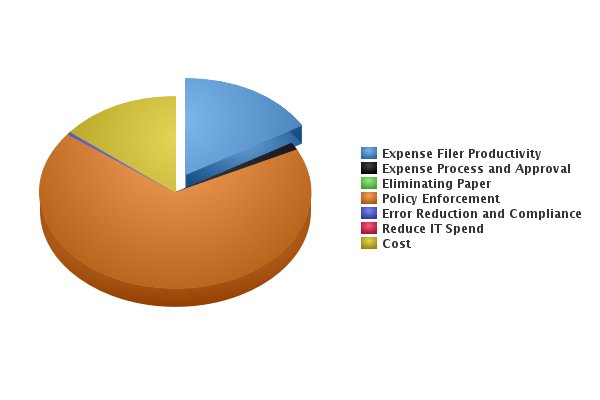 Expense Filer Productivity
Expense Process and Approval
Eliminating Paper
Policy Enforcement
Error Reduction and Compliance
Reduce IT Spend
Cost